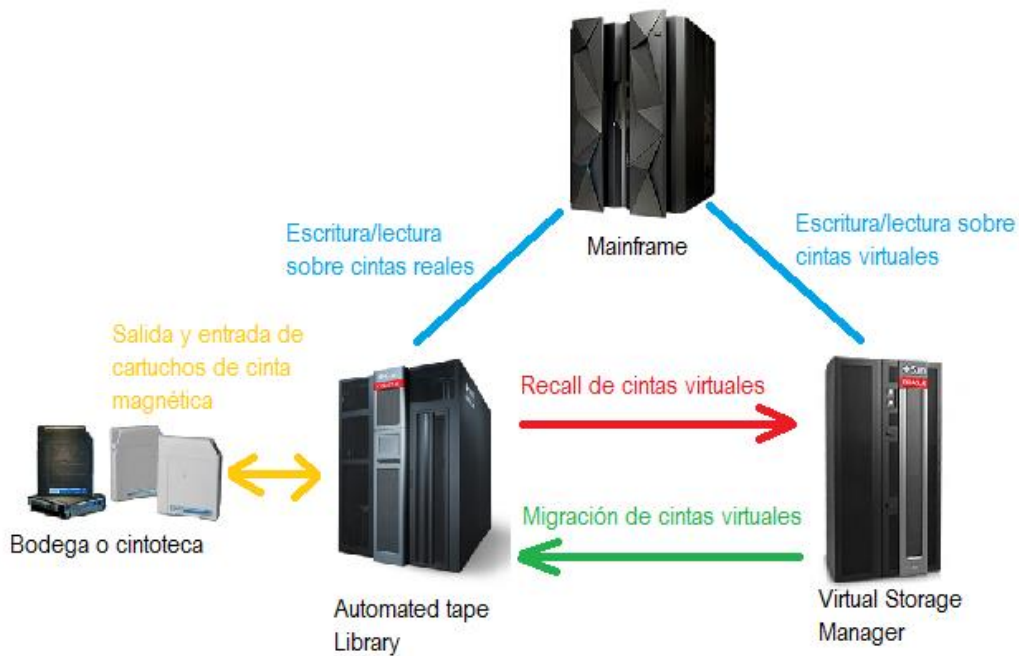 Mainframe
Escritura/lectura
sobre cintas reales
Escritura/lectura sobre
cintas virtuales
Salida y entrada de
cartuchos de cinta
magnética
Recall de cintas virtuales
Migración de cintas virtuales
Bodega o cintoteca
Automated tape
Library
Virtual Storage
Manager